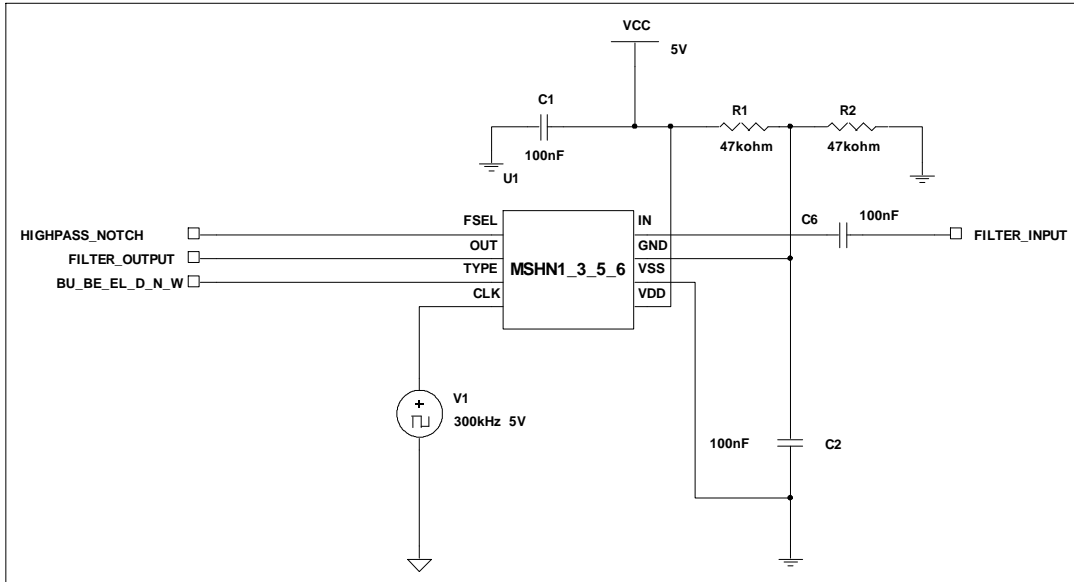 VCC
5V
C1
R1
R2
100nF
47kohm
47kohm
U1
C6
100nF
FSEL
IN
HIGHPASS_NOTCH
FILTER_INPUT
OUT
GND
FILTER_OUTPUT
TYPE
MSHN1_3_5_6
VSS
BU_BE_EL_D_N_W
CLK
VDD
V1
300kHz 5V
100nF
C2